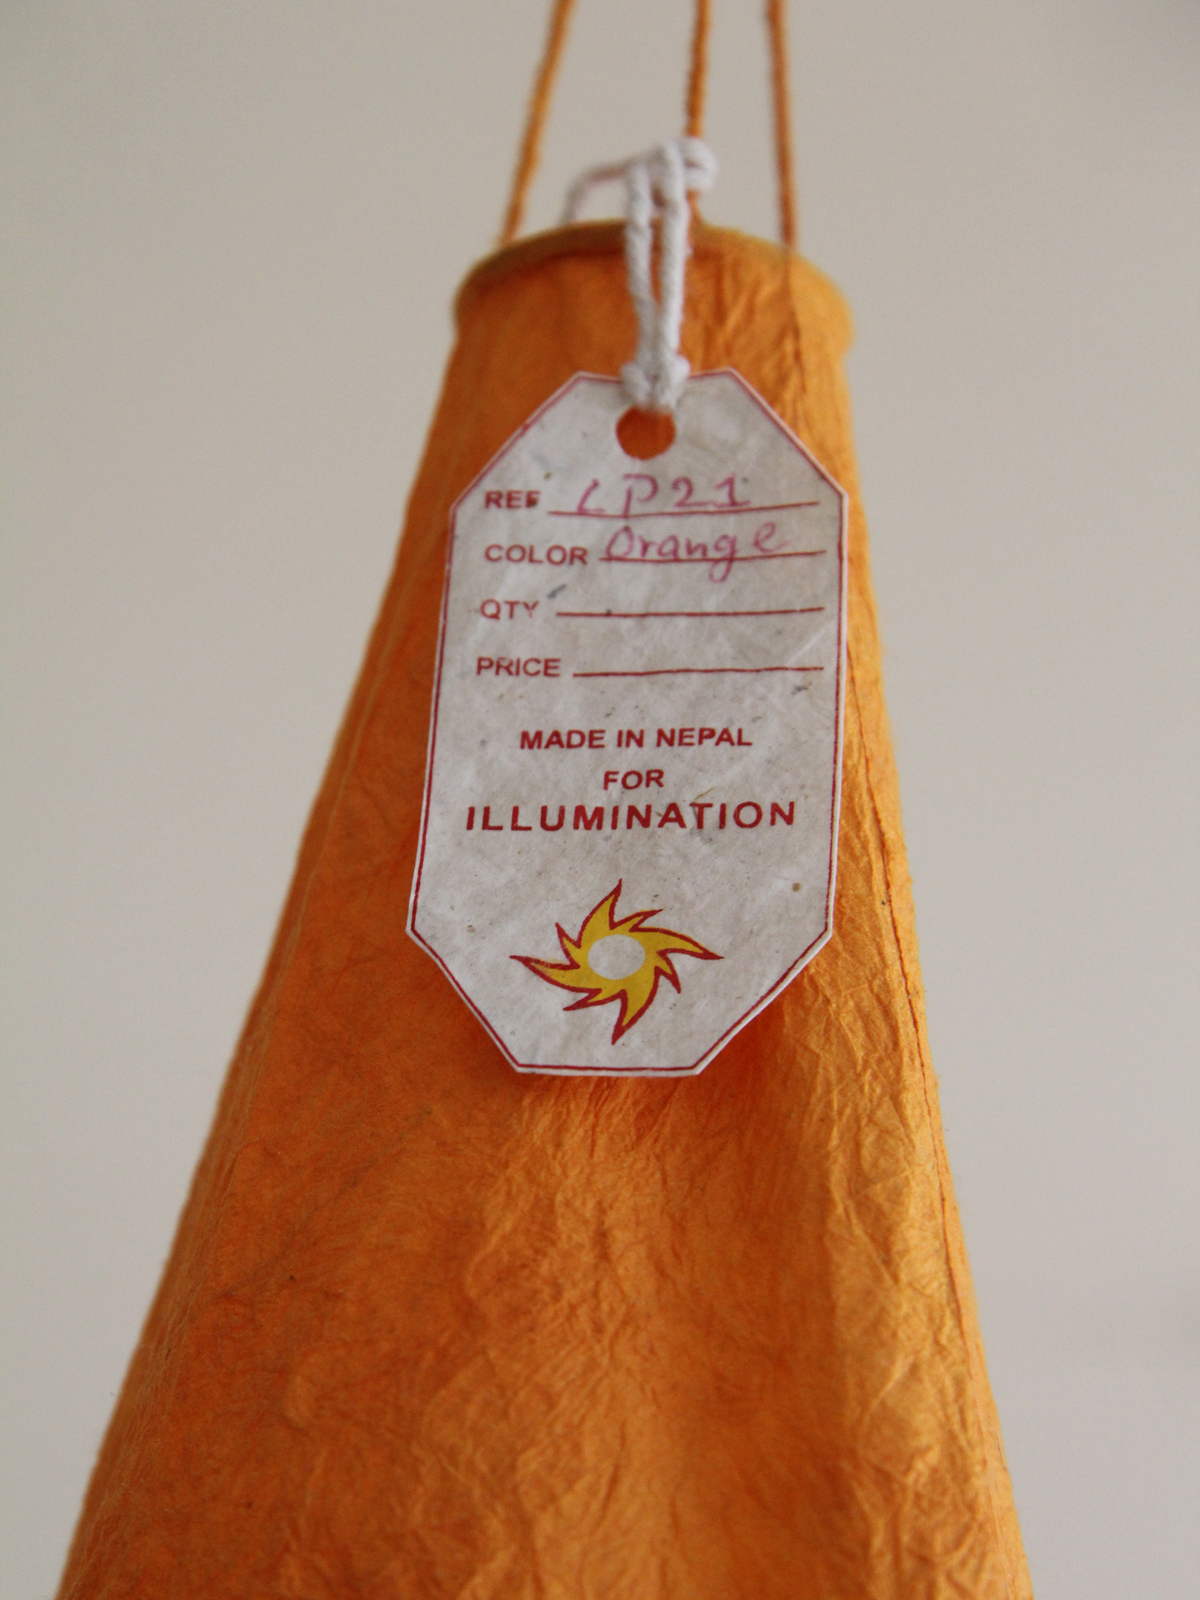 REF LP21
COLOR Orange
QTY
PRICE
MADE IN NEPAL
FOR
ILLUMINATION